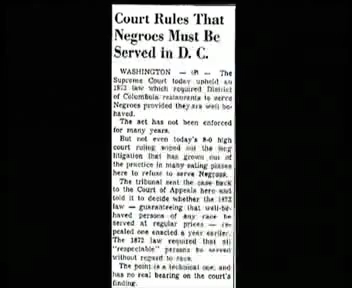 Court Rules That
Negroes Must Be
Served in D. C.
WASHINGTON — (AP) — The
Supreme Court today upheld an
1872 law which required District
of Columbia restaurants to serve
Negroes provided they are well be-
haved.
The act has not been enforced
for many years.
But not even today's 8-0 high
court ruling wiped out the long
litigation that has grown out of
the practice in many eating places
here to refuse to serve Negroes.
The tribunal sent the case back
to the Court of Appeals here and
told it to decide whether the 1872
law — guaranteeing that well-be-
haved persons of any race be
served at regular prices — re-
pealed one enacted a year earlier.
The 1872 law required that all
"respectable" persons be served
without regard to race.
The point is a technical one, and
has no real bearing on the court's
finding.